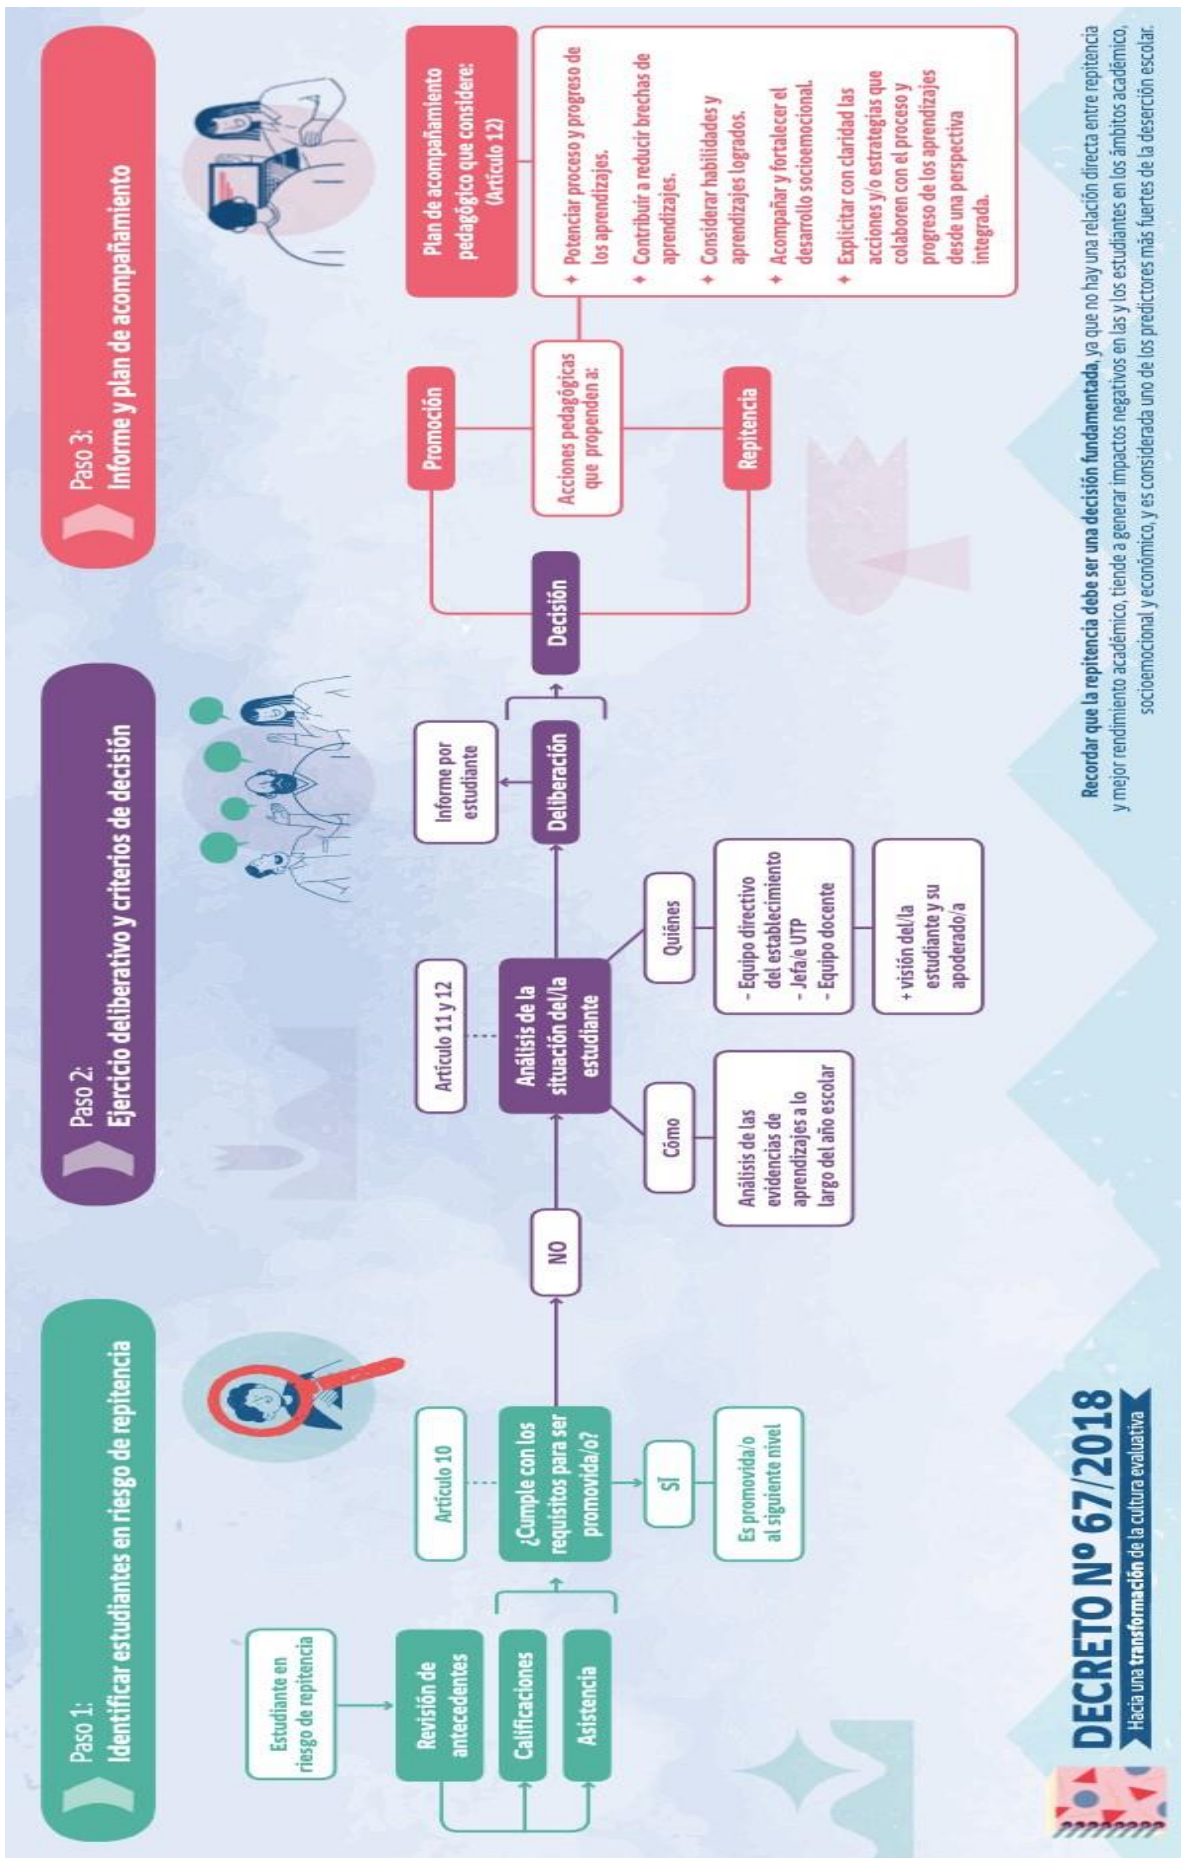 Paso 1:
Identificar estudiantes en riesgo de repitencia
Estudiante en
riesgo de repitencia
Revisión de
antecedentes
Calificaciones
Asistencia
Artículo 10
¿Cumple con los
requisitos para ser
promovida/o?
SÍ
Es promovida/o
al siguiente nivel
NO
Paso 2:
Ejercicio deliberativo y criterios de decisión
Artículo 11 y 12
Análisis de la
situación del/la
estudiante
Cómo
Análisis de las
evidencias de
aprendizajes a lo
largo del año escolar
Quiénes
- Equipo directivo
del establecimiento
- Jefa/e UTP
- Equipo docente
+ visión del/la
estudiante y su
apoderado/a
Informe por
estudiante
Deliberación
Decisión
Paso 3:
Informe y plan de acompañamiento
Promoción
Acciones pedagógicas
que propenden a:
Repitencia
Plan de acompañamiento
pedagógico que considere:
(Artículo 12)
Potenciar proceso y progreso de
los aprendizajes.
Contribuir a reducir brechas de
aprendizajes.
Considerar habilidades y
aprendizajes logrados.
Acompañar y fortalecer el
desarrollo socioemocional.
Explicitar con claridad las
acciones y/o estrategias que
colaboren con el proceso y
progreso de los aprendizajes
desde una perspectiva
integrada.
DECRETO Nº 67/2018
Hacia una transformación de la cultura evaluativa
Recordar que la repitencia debe ser una decisión fundamentada, ya que no hay una relación directa entre repitencia
y mejor rendimiento académico, tiende a generar impactos negativos en las y los estudiantes en los ámbitos académico,
socioemocional y económico, y es considerada uno de los predictores más fuertes de la deserción escolar.